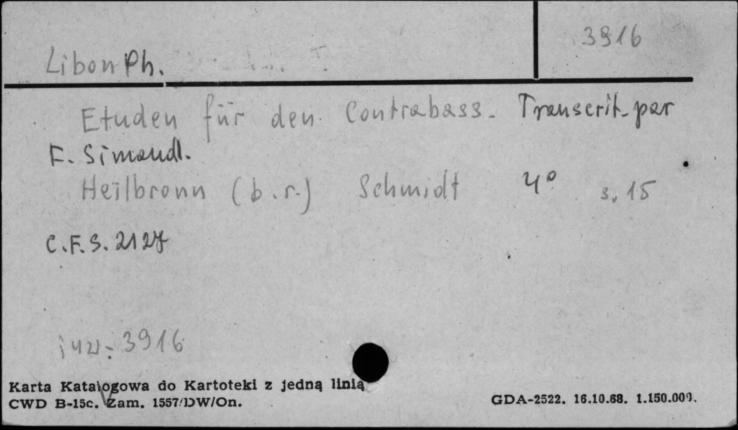 3916
Libon Ph.
Etuden für den Contrabass. Transcrit par
F. Simandl.
Heilbronn (b.r.) Schmidt 4° s. 15
C.F.S. 2127
inw: 3916
Karta Katalogowa do Kartoteki z jedną linią
CWD B-15c. Zam. 1557/DW/On.
GDA-2522. 16.10.68. 1.150.000.